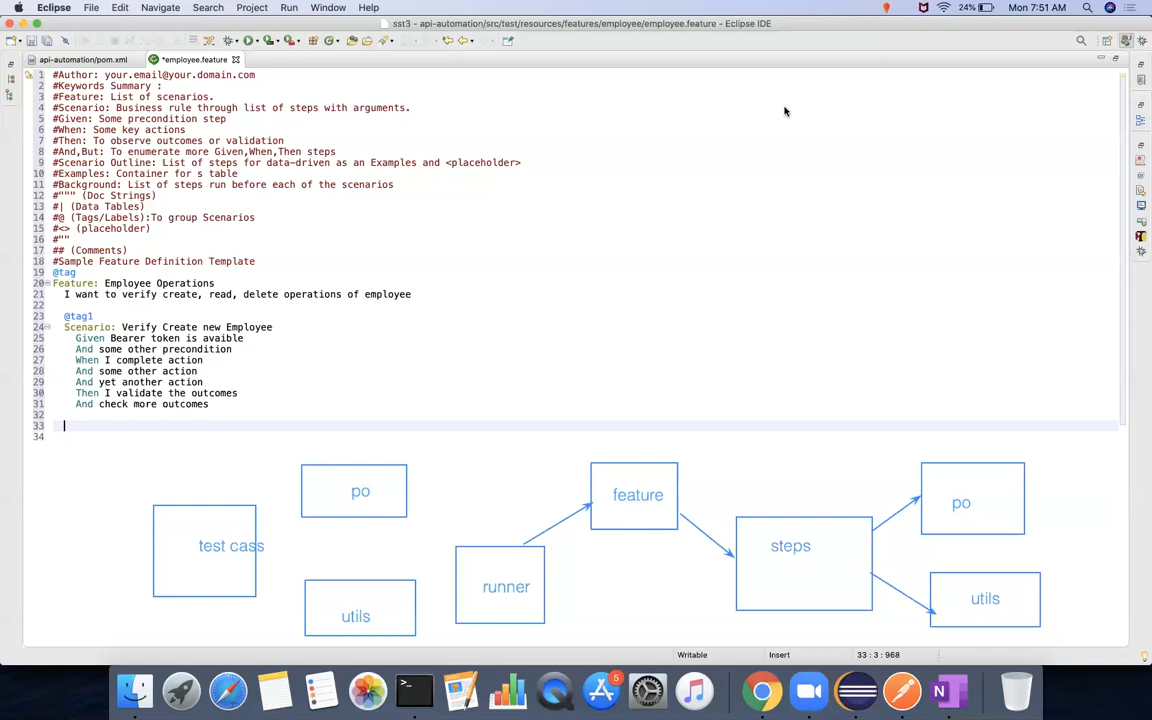 Eclipse File Edit Navigate Search Project Run Window Help 24% Mon 7:51 AM
sst3 - api-automation/src/test/resources/features/employee/employee.feature - Eclipse IDE
api-automation/pom.xml *employee.feature
1 #Author: your.email@your.domain.com
2 #Keywords Summary :
3 #Feature: List of scenarios.
4 #Scenario: Business rule through list of steps with arguments.
5 #Given: Some precondition step
6 #When: Some key actions
7 #Then: To observe outcomes or validation
8 #And,But: To enumerate more Given,When,Then steps
9 #Scenario Outline: List of steps for data-driven as an Examples and <placeholder>
10 #Examples: Container for s table
11 #Background: List of steps run before each of the scenarios
12 #""" (Doc Strings)
13 #| (Data Tables)
14 #@ (Tags/Labels):To group Scenarios
15 #<> (placeholder)
16 #""
17 ## (Comments)
18 #Sample Feature Definition Template
19 @tag
20 Feature: Employee Operations
21 I want to verify create, read, delete operations of employee
22
23 @tag1
24 Scenario: Verify Create new Employee
25 Given Bearer token is avaible
26 And some other precondition
27 When I complete action
28 And some other action
29 And yet another action
30 Then I validate the outcomes
31 And check more outcomes
32
33
34
po
feature
po
test cass
steps
runner
utils
utils
Writable Insert 33 : 3 : 968
5